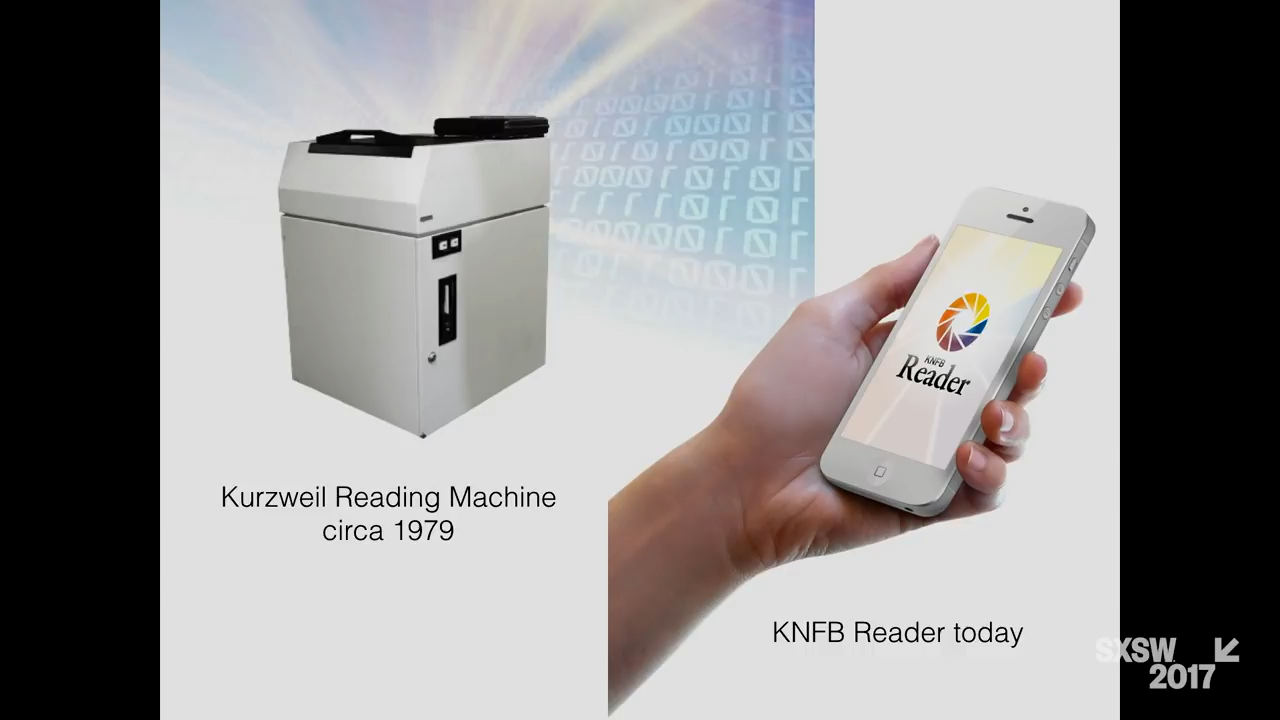 Kurzweil Reading Machine
circa 1979
KNFB
Reader
KNFB Reader today
SXSW
2017